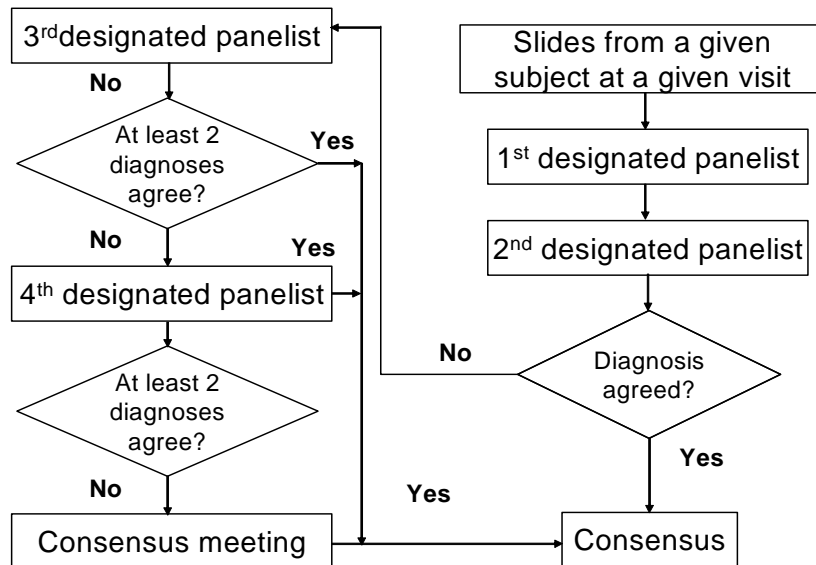 3rd designated panelist
No
At least 2
diagnoses
agree?
Yes
No
Yes
4th designated panelist
At least 2
diagnoses
agree?
No
Consensus meeting
Slides from a given
subject at a given visit
1st designated panelist
2nd designated panelist
No
Diagnosis
agreed?
Yes
Yes
Consensus